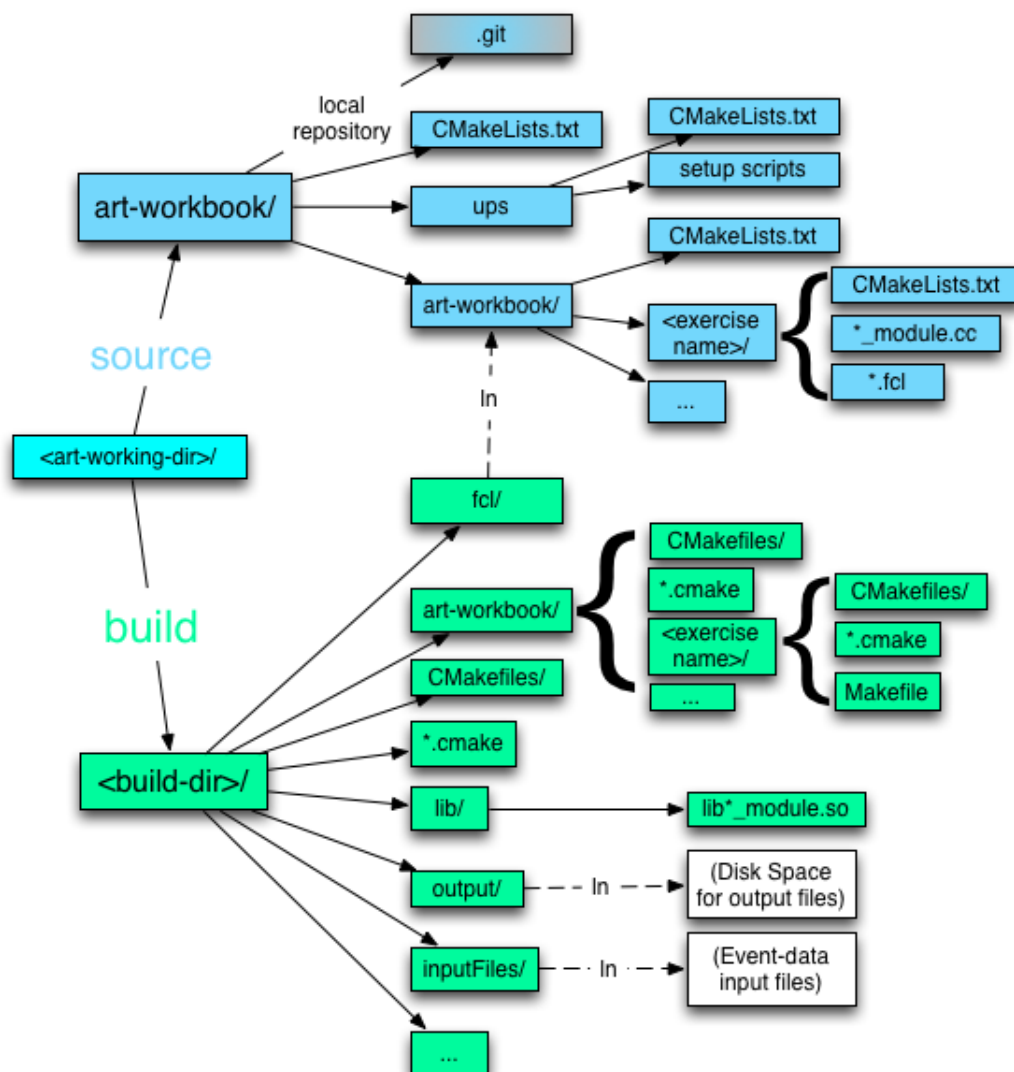 .git
local
repository
CMakeLists.txt
CMakeLists.txt
setup scripts
art-workbook/
ups
CMakeLists.txt
art-workbook/
<exercise
name>/
CMakeLists.txt
*_module.cc
*.fcl
...
source
ln
<art-working-dir>/
fcl/
build
art-workbook/
CMakefiles/
*.cmake
<exercise
name>/
...
CMakefiles/
*.cmake
Makefile
CMakefiles/
*.cmake
<build-dir>/
lib/
lib*_module.so
output/
ln
(Disk Space
for output files)
inputFiles/
ln
(Event-data
input files)
...